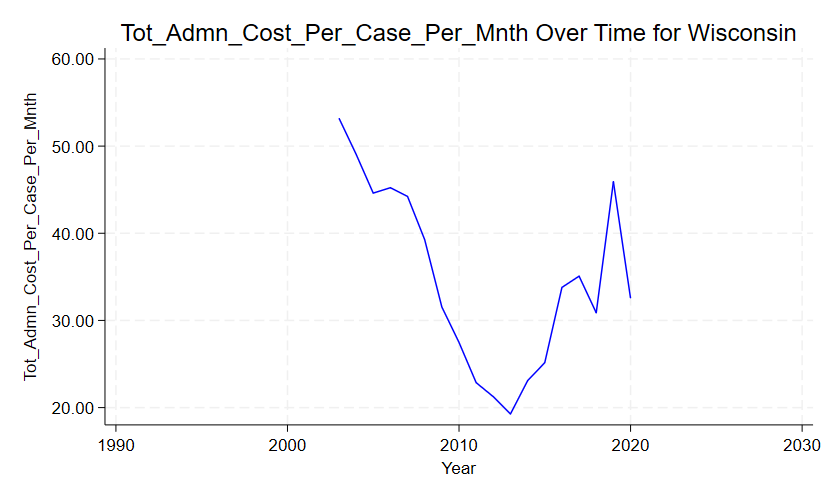 Tot_Admn_Cost_Per_Case_Per_Mnth Over Time for Wisconsin
Tot_Admn_Cost_Per_Case_Per_Mnth
60.00
50.00
40.00
30.00
20.00
1990 2000 2010 2020 2030
Year